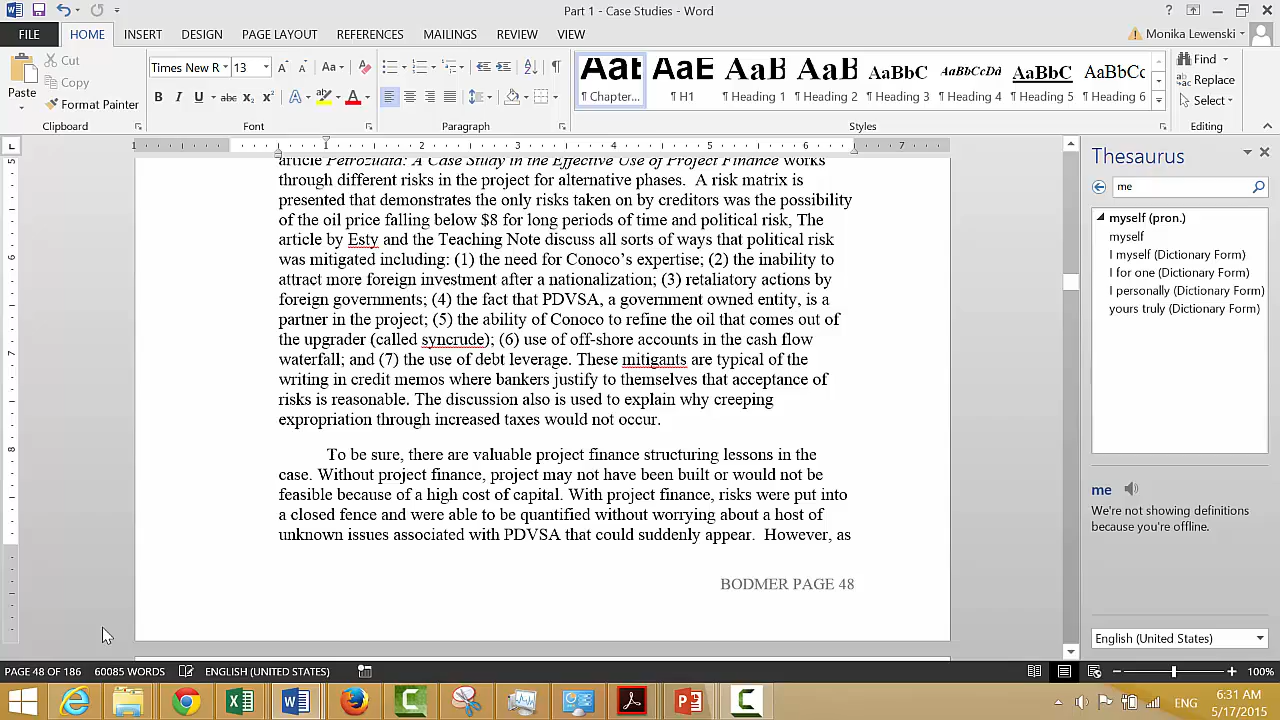 Part 1 - Case Studies - Word
FILE HOME INSERT DESIGN PAGE LAYOUT REFERENCES MAILINGS REVIEW VIEW
Monika Lewenski
Paste
Cut
Copy
Format Painter
Clipboard
Times New R 13
Font
Paragraph
¶ Chapter... ¶ H1 ¶ Heading 1 ¶ Heading 2 ¶ Heading 3 ¶ Heading 4 ¶ Heading 5 ¶ Heading 6
Styles
Find
Replace
Select
Editing
article Petrozuata: A Case Study in the Effective Use of Project Finance works
through different risks in the project for alternative phases. A risk matrix is
presented that demonstrates the only risks taken on by creditors was the possibility
of the oil price falling below $8 for long periods of time and political risk, The
article by Esty and the Teaching Note discuss all sorts of ways that political risk
was mitigated including: (1) the need for Conoco's expertise; (2) the inability to
attract more foreign investment after a nationalization; (3) retaliatory actions by
foreign governments; (4) the fact that PDVSA, a government owned entity, is a
partner in the project; (5) the ability of Conoco to refine the oil that comes out of
the upgrader (called syncrude); (6) use of off-shore accounts in the cash flow
waterfall; and (7) the use of debt leverage. These mitigants are typical of the
writing in credit memos where bankers justify to themselves that acceptance of
risks is reasonable. The discussion also is used to explain why creeping
expropriation through increased taxes would not occur.
To be sure, there are valuable project finance structuring lessons in the
case. Without project finance, project may not have been built or would not be
feasible because of a high cost of capital. With project finance, risks were put into
a closed fence and were able to be quantified without worrying about a host of
unknown issues associated with PDVSA that could suddenly appear. However, as
BODMER PAGE 48
Thesaurus
me
myself (pron.)
myself
I myself (Dictionary Form)
I for one (Dictionary Form)
I personally (Dictionary Form)
yours truly (Dictionary Form)
me
We're not showing definitions
because you're offline.
English (United States)
PAGE 48 OF 186 60085 WORDS ENGLISH (UNITED STATES) 100%
ENG
6:31 AM
5/17/2015